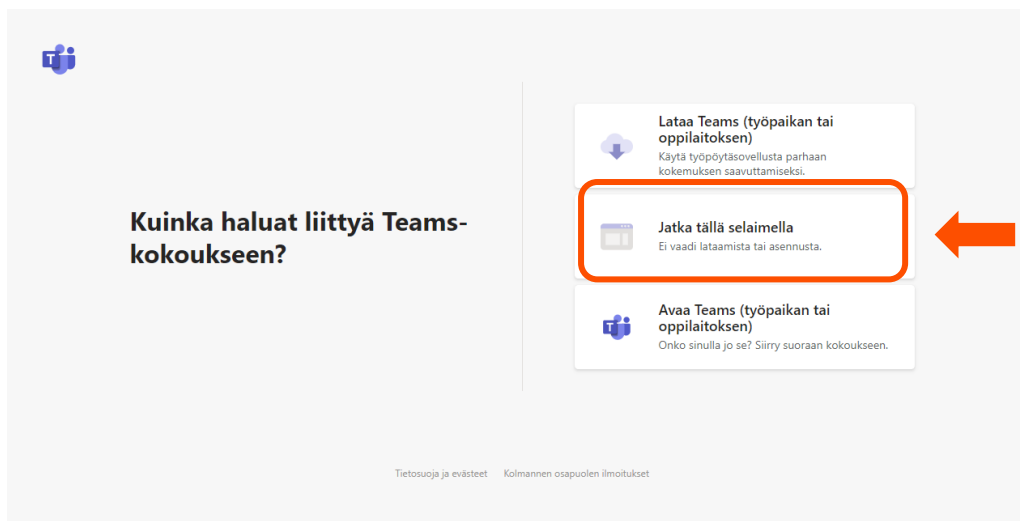 Kuinka haluat liittyä Teams-
kokoukseen?
Lataa Teams (työpaikan tai
oppilaitoksen)
Käytä työpöytäsovellusta parhaan
kokemuksen saavuttamiseksi.
Jatka tällä selaimella
Ei vaadi lataamista tai asennusta.
Avaa Teams (työpaikan tai
oppilaitoksen)
Onko sinulla jo se? Siirry suoraan kokoukseen.
Tietosuoja ja evästeet Kolmannen osapuolen ilmoitukset